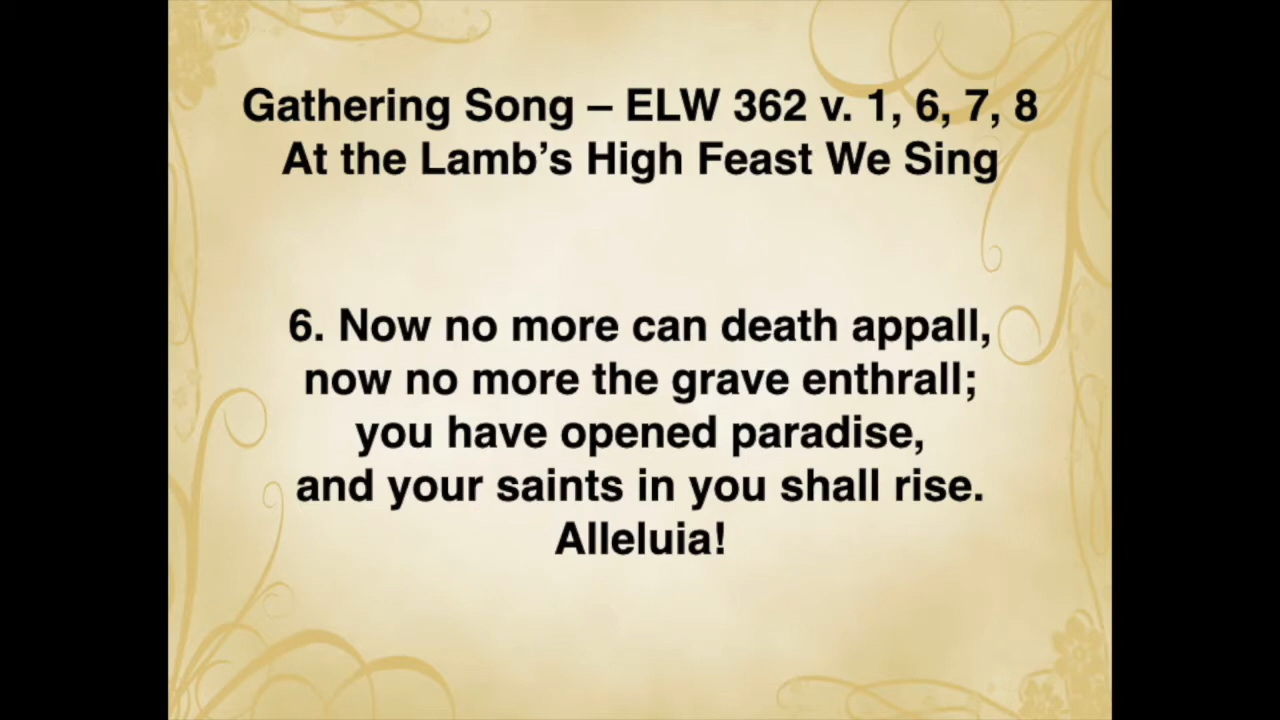 Gathering Song – ELW 362 v. 1, 6, 7, 8
At the Lamb’s High Feast We Sing
6. Now no more can death appall,
now no more the grave enthrall;
you have opened paradise,
and your saints in you shall rise.
Alleluia!